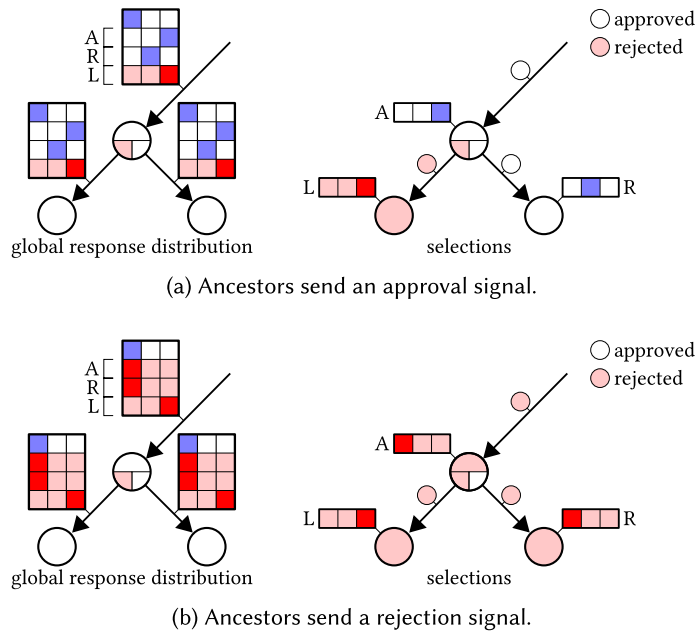 approved
rejected
A
R
L
A
L
R
global response distribution
selections
(a) Ancestors send an approval signal.
approved
rejected
A
R
L
A
L
R
global response distribution
selections
(b) Ancestors send a rejection signal.